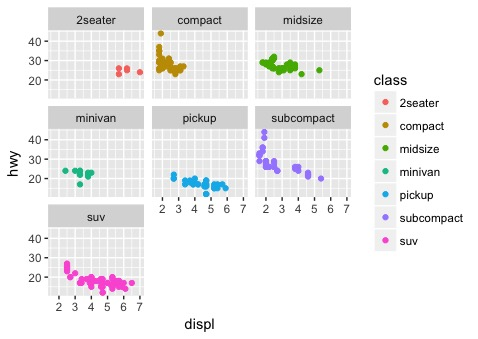 2seater compact midsize
40
30
20
minivan pickup subcompact
40
30
20
2 3 4 5 6 7 2 3 4 5 6 7
suv
40
30
20
2 3 4 5 6 7
displ
hwy
class
2seater
compact
midsize
minivan
pickup
subcompact
suv